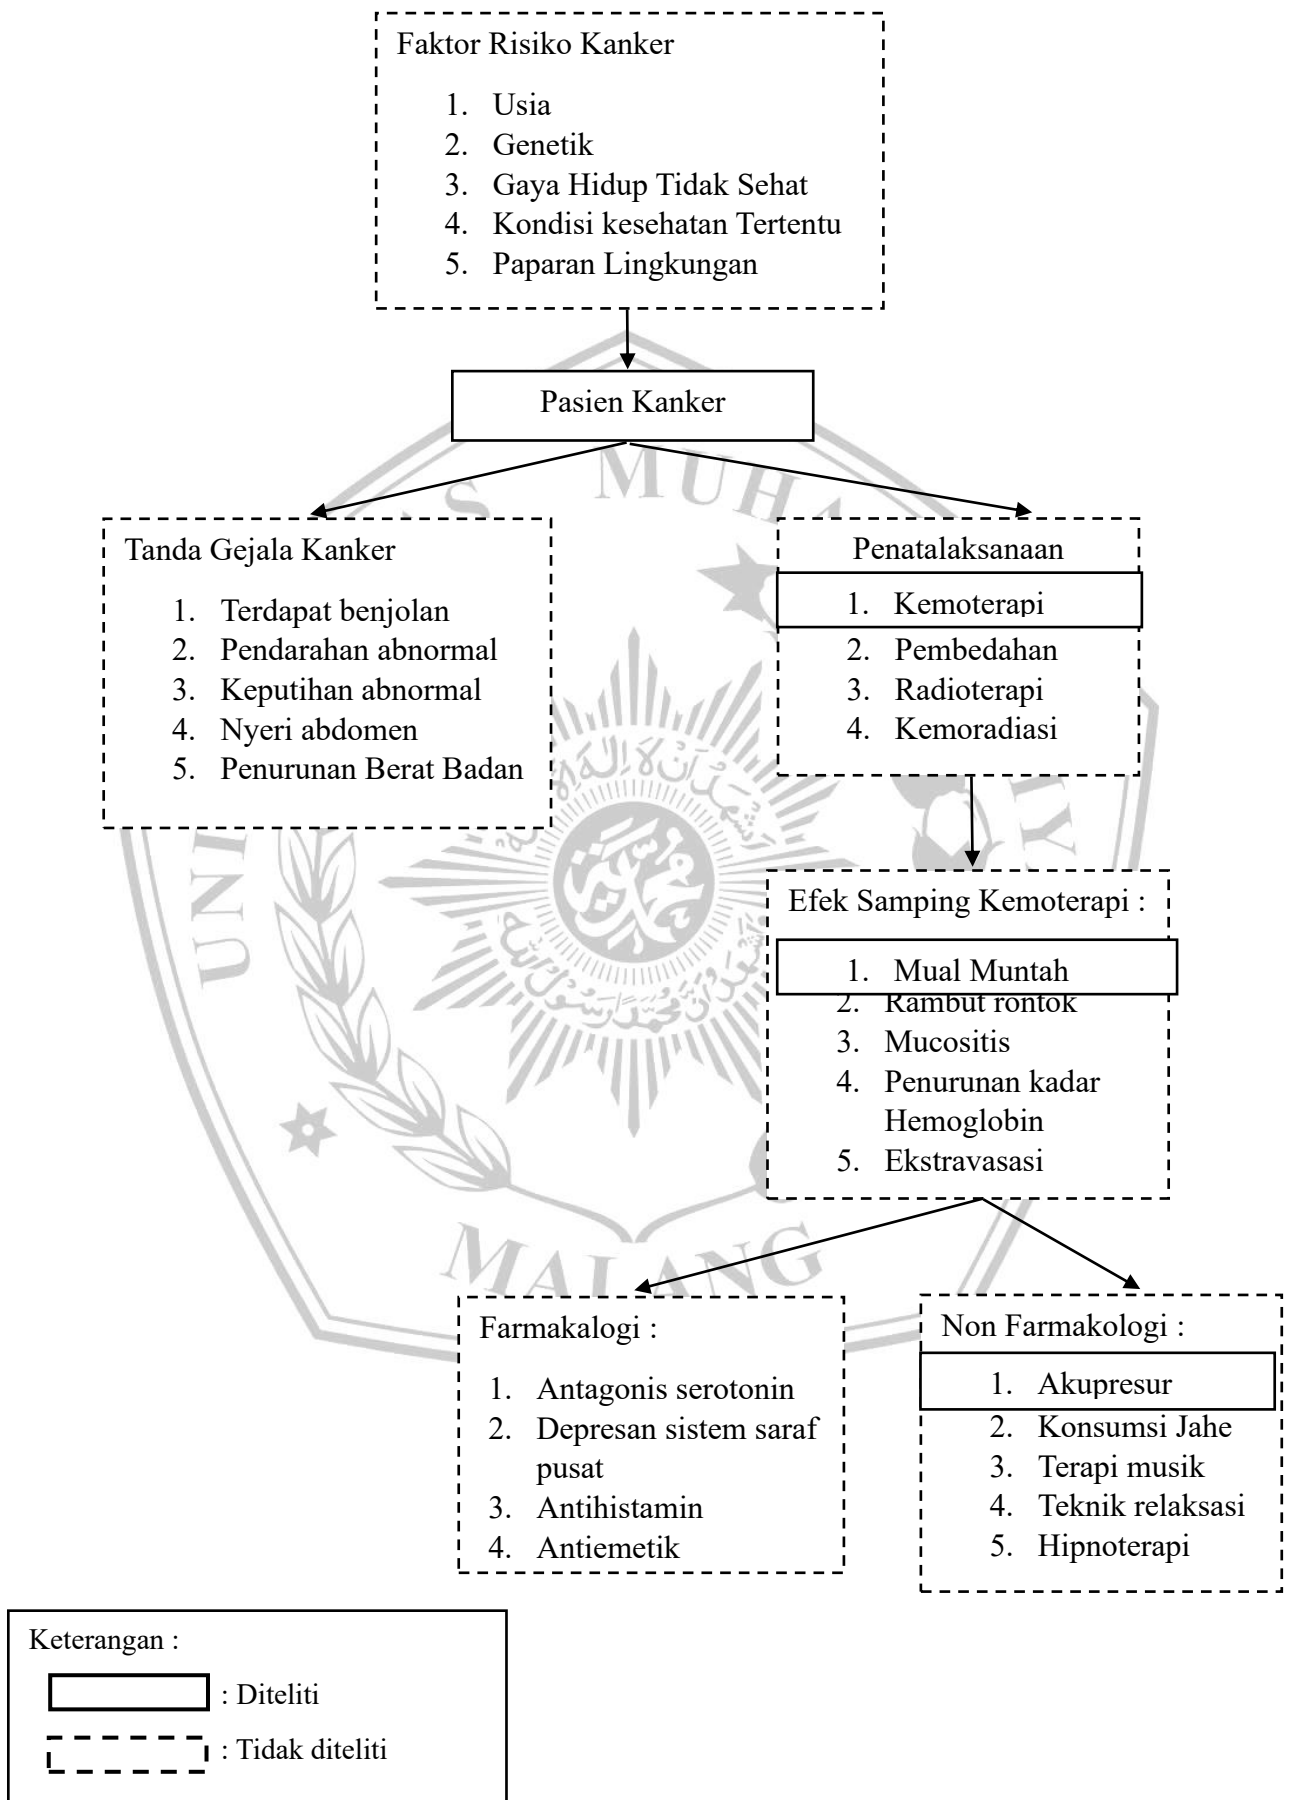 Faktor Risiko Kanker
1. Usia
2. Genetik
3. Gaya Hidup Tidak Sehat
4. Kondisi kesehatan Tertentu
5. Paparan Lingkungan
Pasien Kanker
Tanda Gejala Kanker
1. Terdapat benjolan
2. Pendarahan abnormal
3. Keputihan abnormal
4. Nyeri abdomen
5. Penurunan Berat Badan
Penatalaksanaan
1. Kemoterapi
2. Pembedahan
3. Radioterapi
4. Kemoradiasi
Efek Samping Kemoterapi :
1. Mual Muntah
2. Rambut rontok
3. Mucositis
4. Penurunan kadar
Hemoglobin
5. Ekstravasasi
Farmakalogi :
1. Antagonis serotonin
2. Depresan sistem saraf
pusat
3. Antihistamin
4. Antiemetik
Non Farmakologi :
1. Akupresur
2. Konsumsi Jahe
3. Terapi musik
4. Teknik relaksasi
5. Hipnoterapi
Keterangan :
: Diteliti
: Tidak diteliti
UNI
S MUHA
IY
MALANG